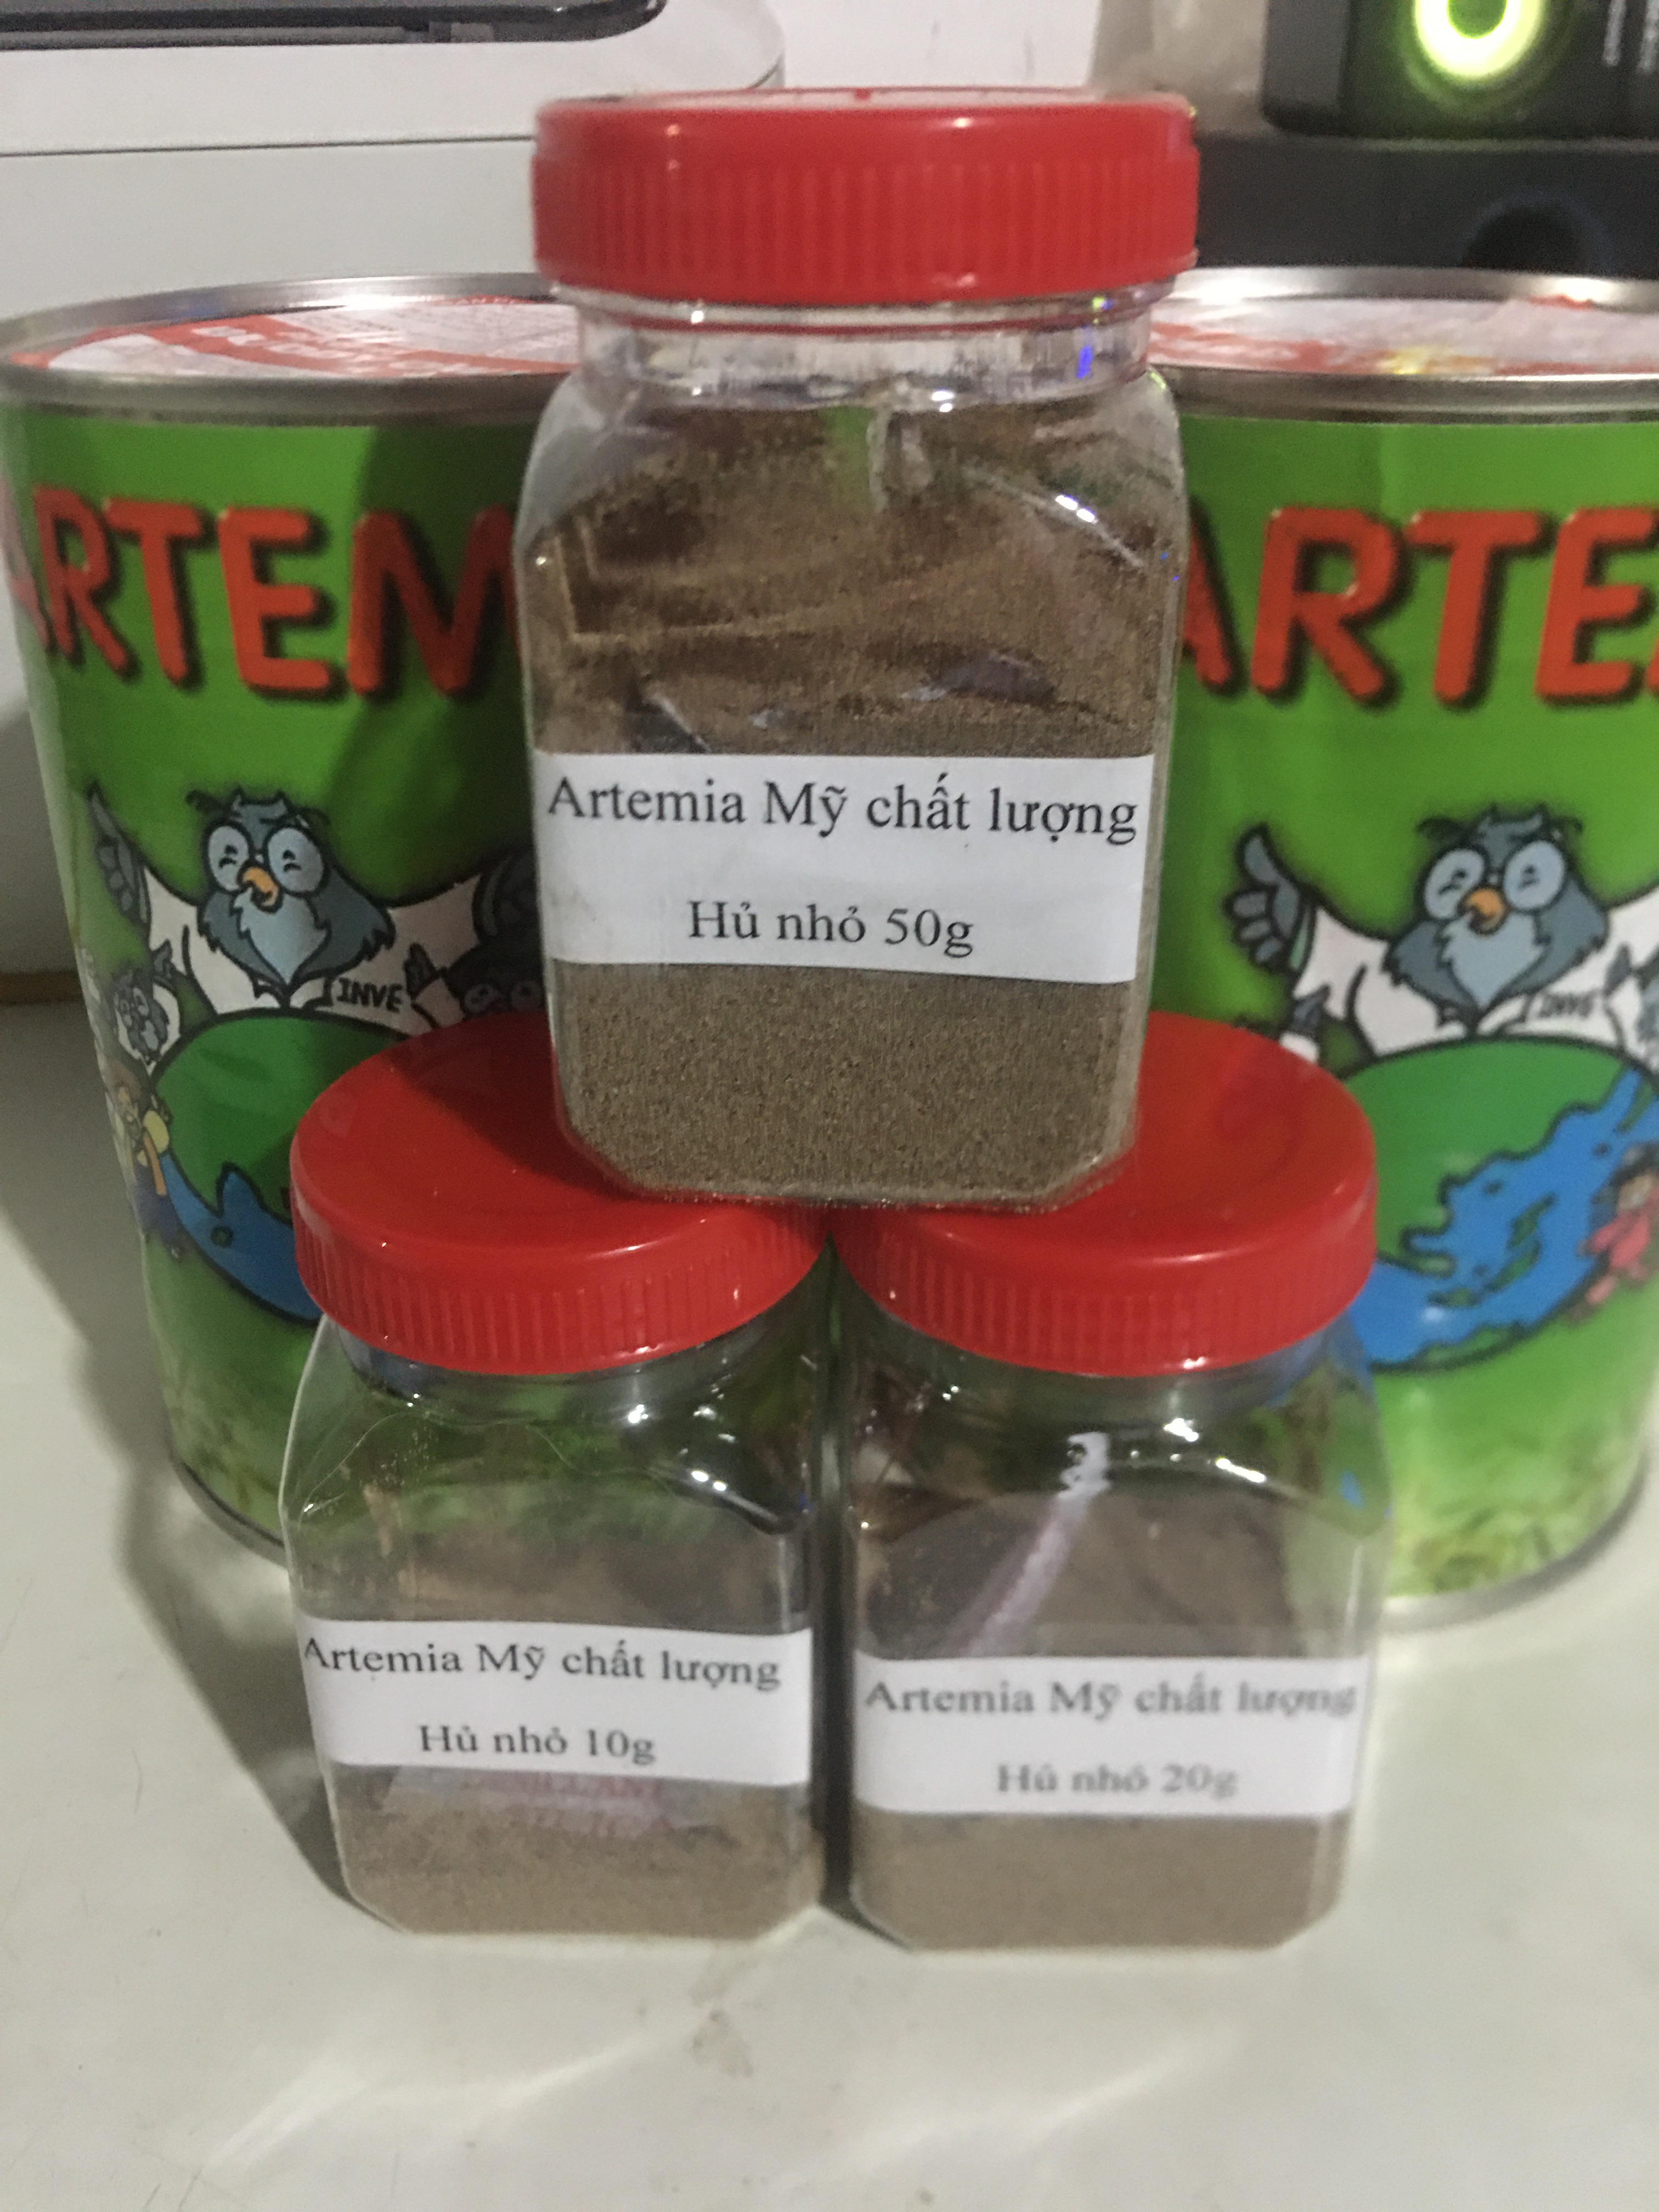 ARTEM
ARTE
INVE
INVE
Artemia Mỹ chất lượng
Hủ nhỏ 50g
Artemia Mỹ chất lượng
Hủ nhỏ 10g
Artemia Mỹ chất lượng
Hủ nhỏ 20g